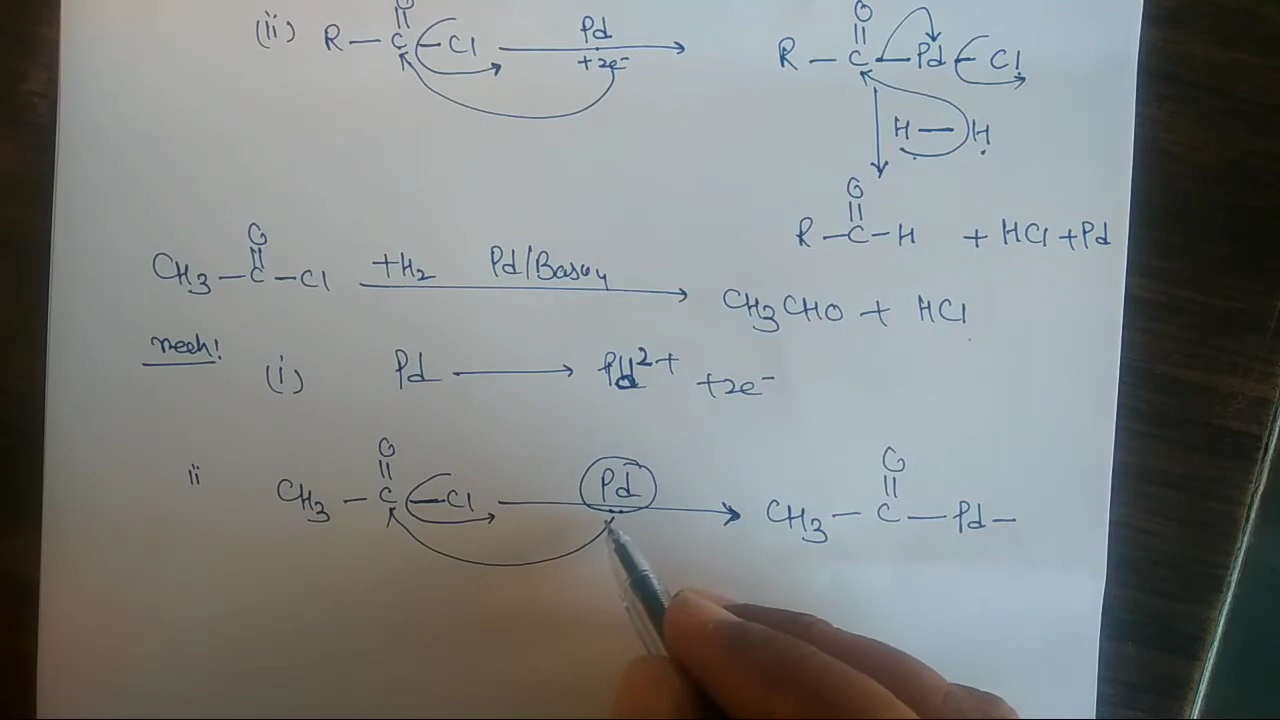 O O
(ii) R — C — Cl Pd +2e⁻ → R — C — Pd — Cl
H — H
O
R — C — H + HCl + Pd
O
CH₃ — C — Cl +H₂ Pd/BaSO₄ → CH₃CHO + HCl
Mech!
(i) Pd → Pd²⁺ +2e⁻
O O
ii CH₃ — C — Cl Pd → CH₃ — C — Pd —